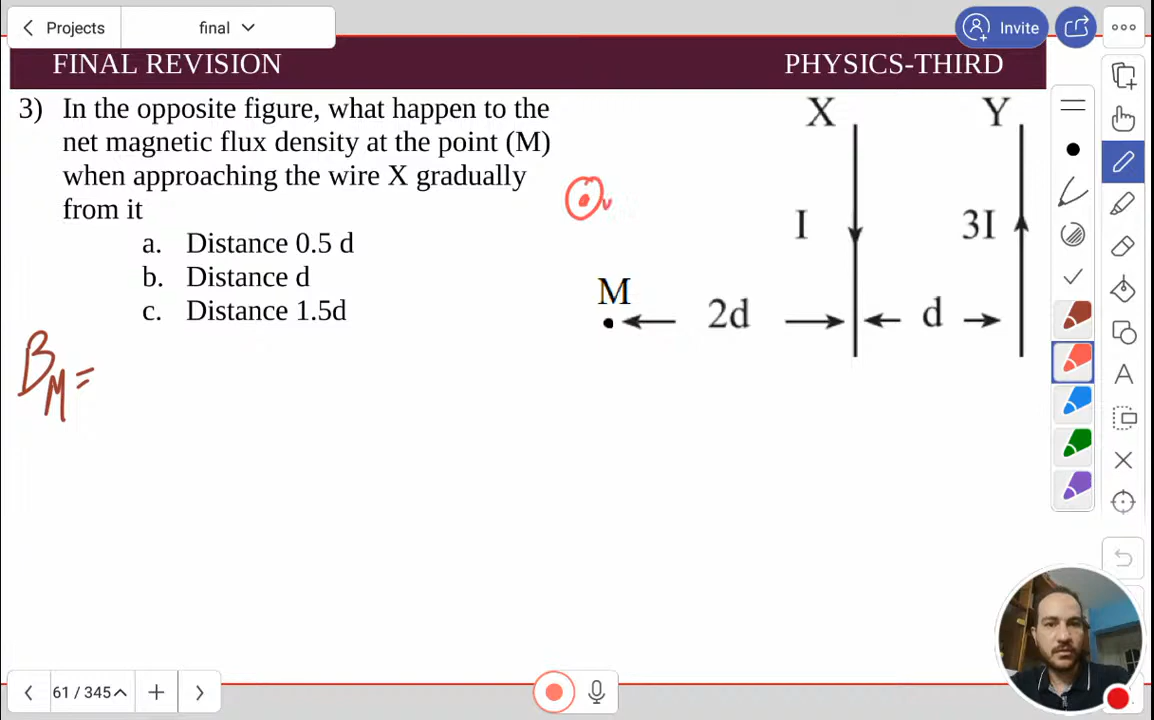 Projects
final
Invite
FINAL REVISION
PHYSICS-THIRD
3) In the opposite figure, what happen to the
net magnetic flux density at the point (M)
when approaching the wire X gradually
from it
a. Distance 0.5 d
b. Distance d
c. Distance 1.5d
X
Y
I
3I
M
2d
d
B_M =
A
61 / 345